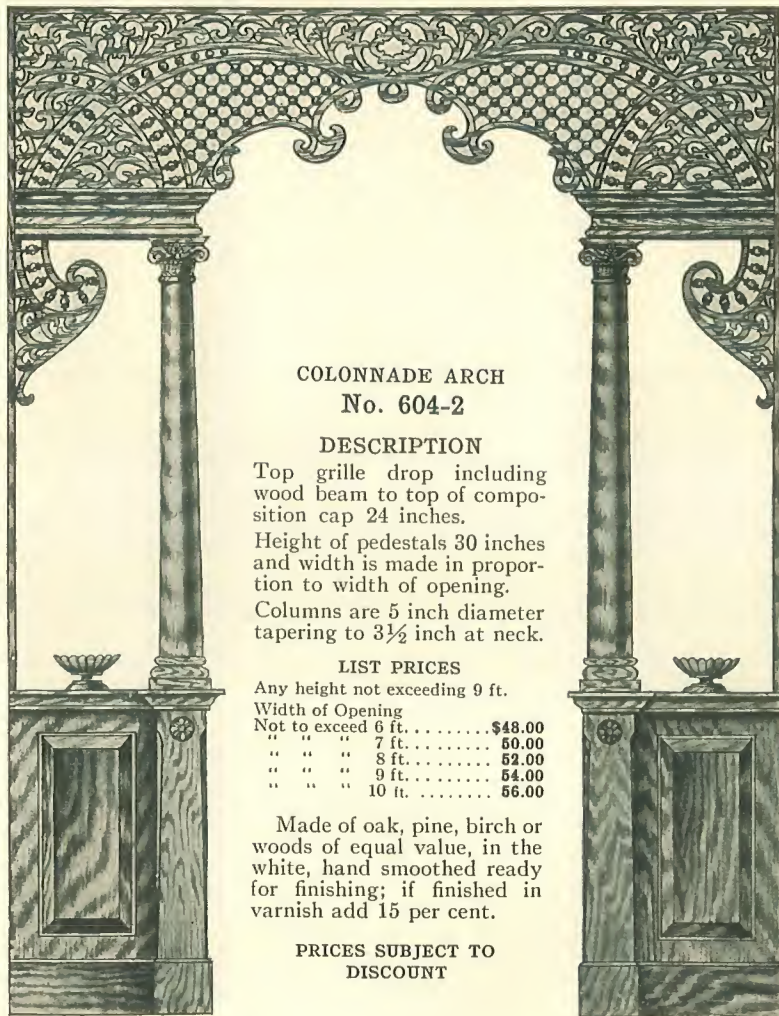 COLONNADE ARCH
No. 604-2
DESCRIPTION
Top grille drop including
wood beam to top of compo-
sition cap 24 inches.
Height of pedestals 30 inches
and width is made in propor-
tion to width of opening.
Columns are 5 inch diameter
tapering to 3½ inch at neck.
LIST PRICES
Any height not exceeding 9 ft.
Width of Opening
Not to exceed 6 ft.........$48.00
" " " 7 ft......... 50.00
" " " 8 ft......... 52.00
" " " 9 ft......... 54.00
" " " 10 ft. ........ 56.00
Made of oak, pine, birch or
woods of equal value, in the
white, hand smoothed ready
for finishing; if finished in
varnish add 15 per cent.
PRICES SUBJECT TO
DISCOUNT